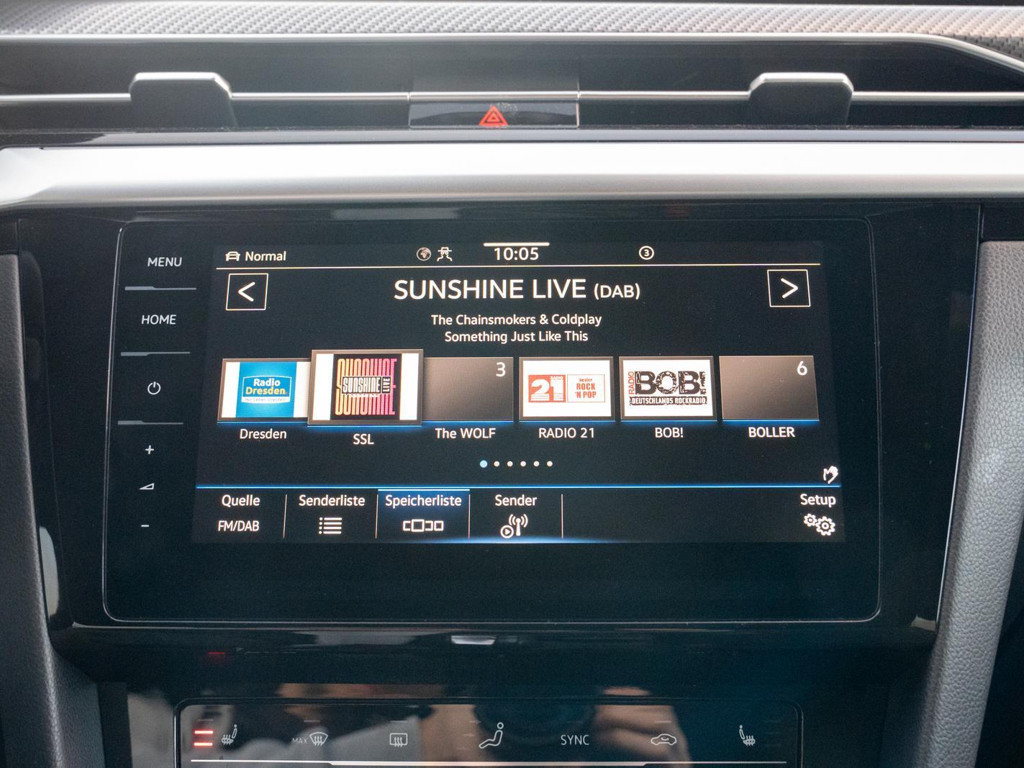 MENU
HOME
Normal
10:05
3
<
SUNSHINE LIVE (DAB)
>
The Chainsmokers & Coldplay
Something Just Like This
Radio
Dresden
SUNSHINE
LIVE
3
21
ROCK
'N POP
RADIO
BOB!
DEUTSCHLANDS ROCKRADIO
6
Dresden
SSL
The WOLF
RADIO 21
BOB!
BOLLER
+
-
Quelle
Senderliste
Speicherliste
Sender
Setup
FM/DAB
MAX
SYNC